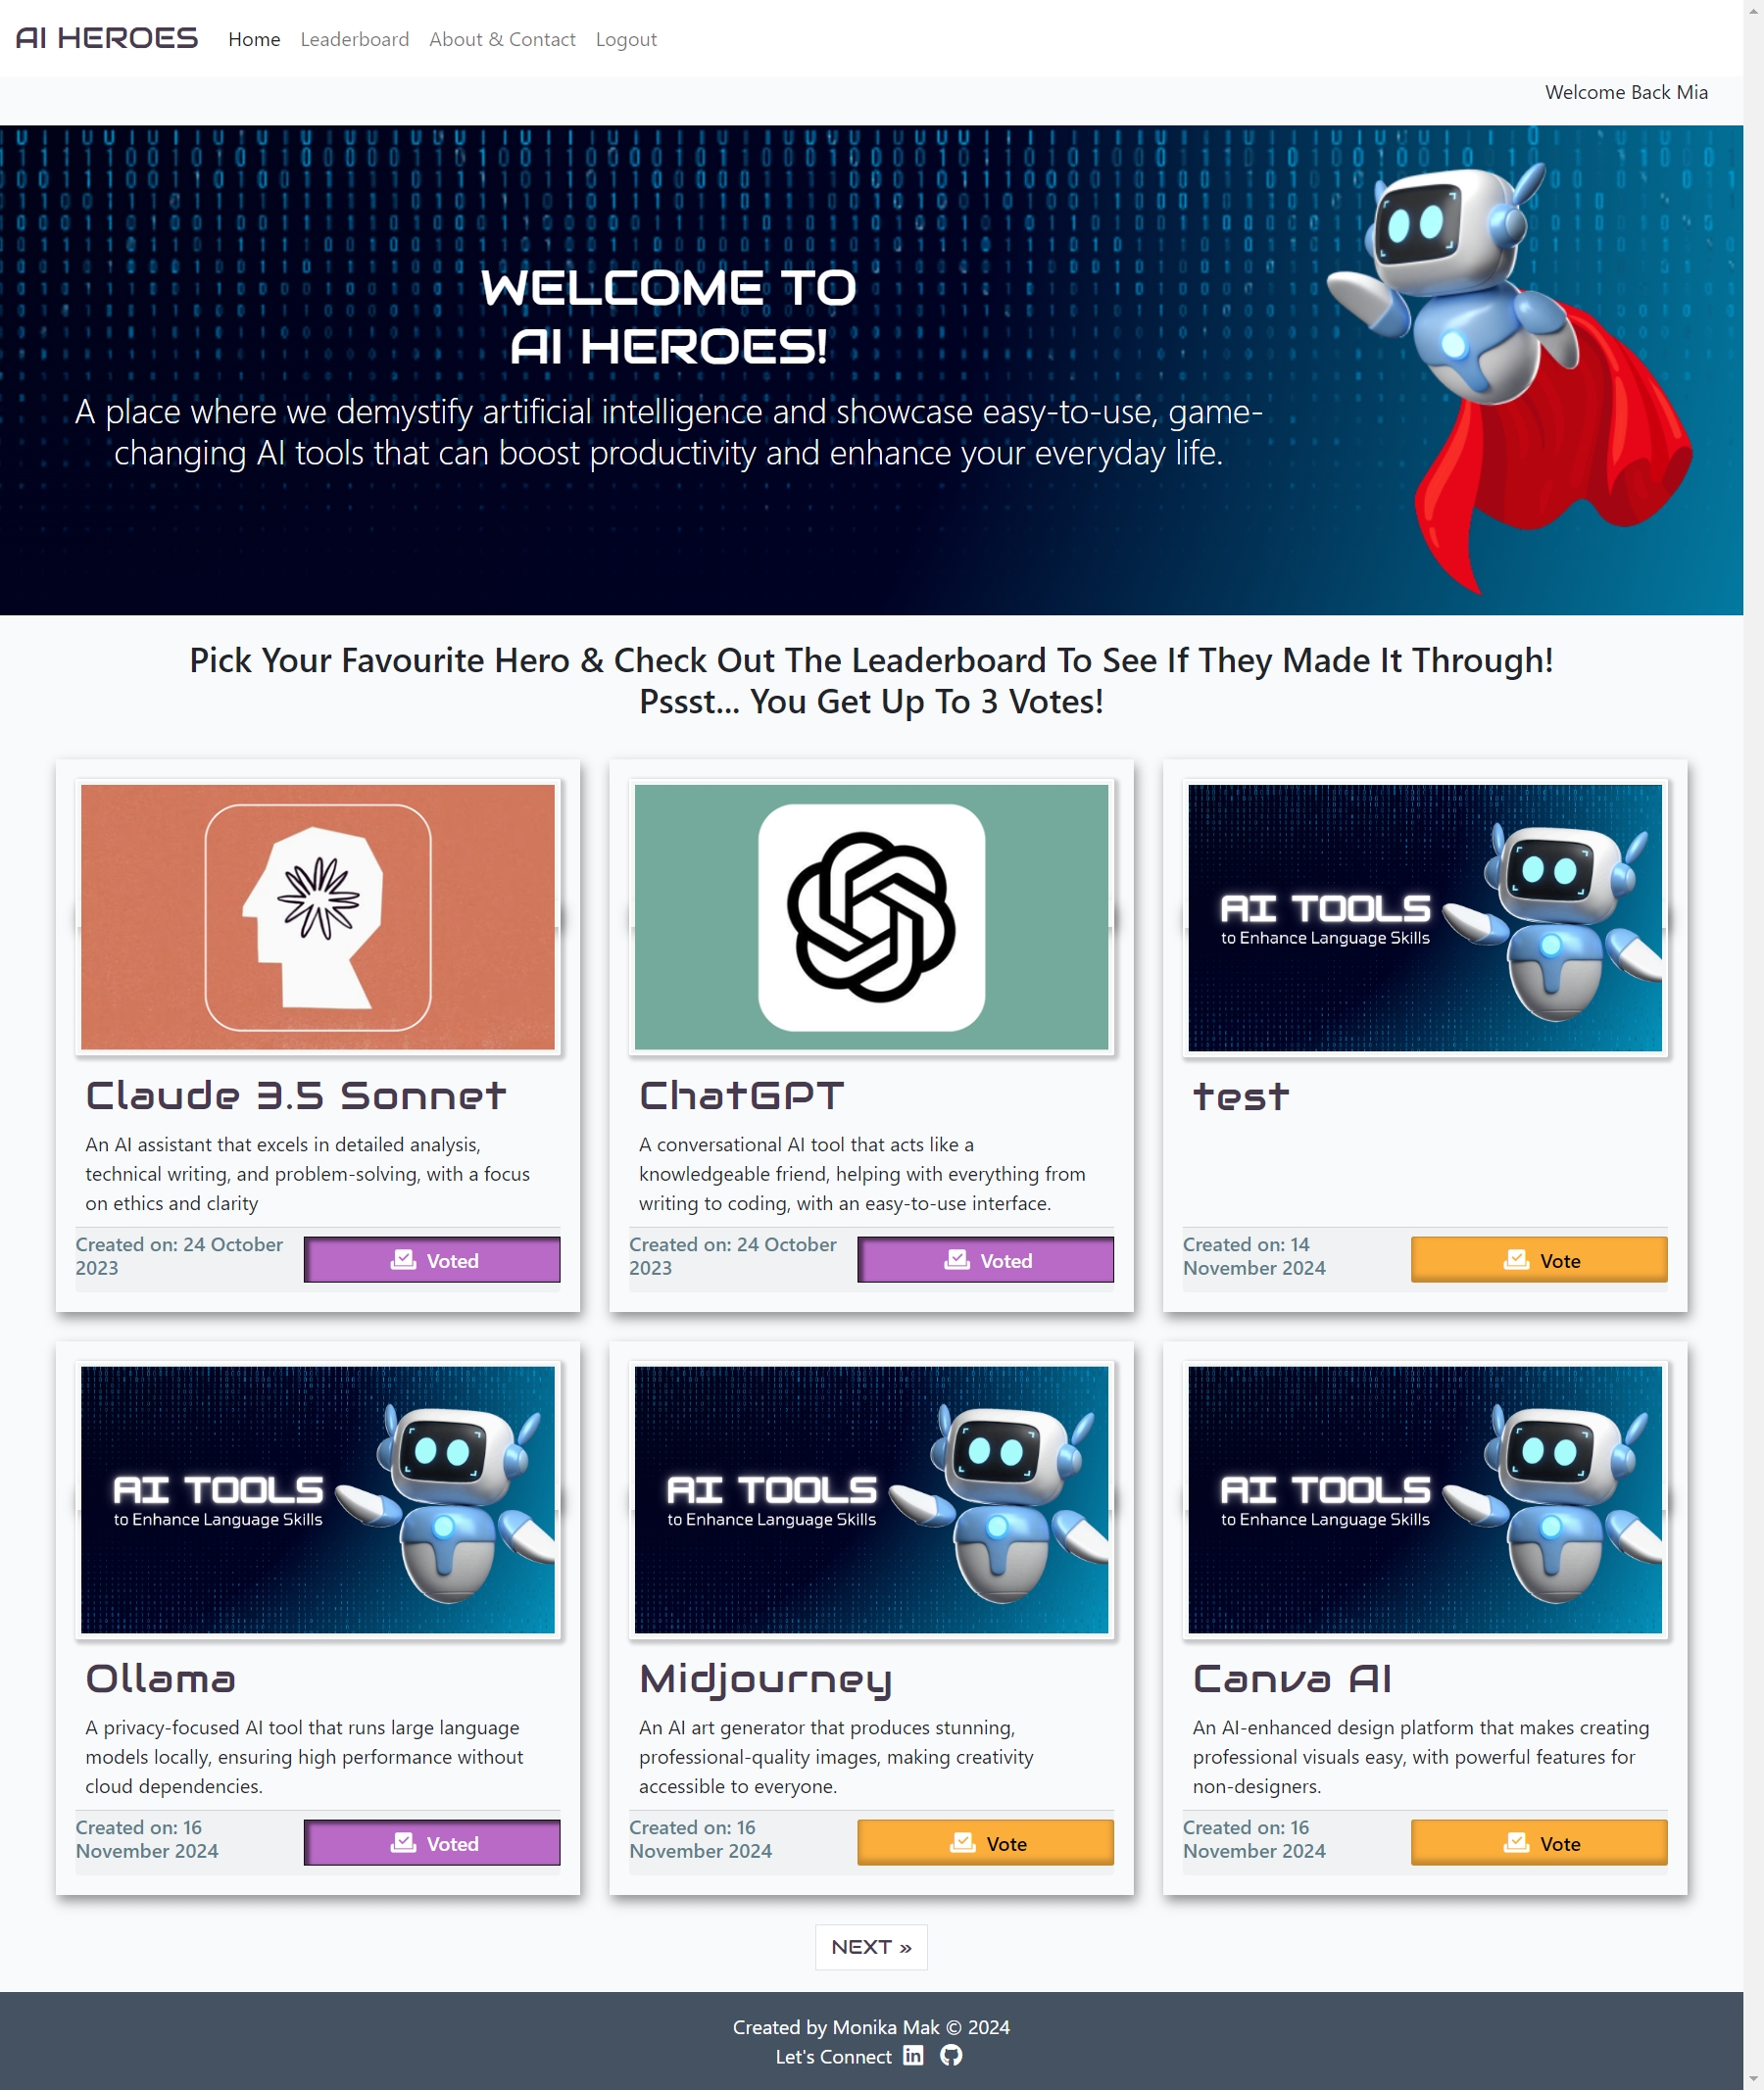 AI HEROES
Home Leaderboard About & Contact Logout
Welcome Back Mia
WELCOME TO
AI HEROES!
A place where we demystify artificial intelligence and showcase easy-to-use, game-
changing AI tools that can boost productivity and enhance your everyday life.
Pick Your Favourite Hero & Check Out The Leaderboard To See If They Made It Through!
Pssst... You Get Up To 3 Votes!
Claude 3.5 Sonnet
An AI assistant that excels in detailed analysis,
technical writing, and problem-solving, with a focus
on ethics and clarity
Created on: 24 October
2023
Voted
ChatGPT
A conversational AI tool that acts like a
knowledgeable friend, helping with everything from
writing to coding, with an easy-to-use interface.
Created on: 24 October
2023
Voted
AI TOOLS
to Enhance Language Skills
test
Created on: 14
November 2024
Vote
AI TOOLS
to Enhance Language Skills
Ollama
A privacy-focused AI tool that runs large language
models locally, ensuring high performance without
cloud dependencies.
Created on: 16
November 2024
Voted
AI TOOLS
to Enhance Language Skills
Midjourney
An AI art generator that produces stunning,
professional-quality images, making creativity
accessible to everyone.
Created on: 16
November 2024
Vote
AI TOOLS
to Enhance Language Skills
Canva AI
An AI-enhanced design platform that makes creating
professional visuals easy, with powerful features for
non-designers.
Created on: 16
November 2024
Vote
NEXT »
Created by Monika Mak © 2024
Let's Connect